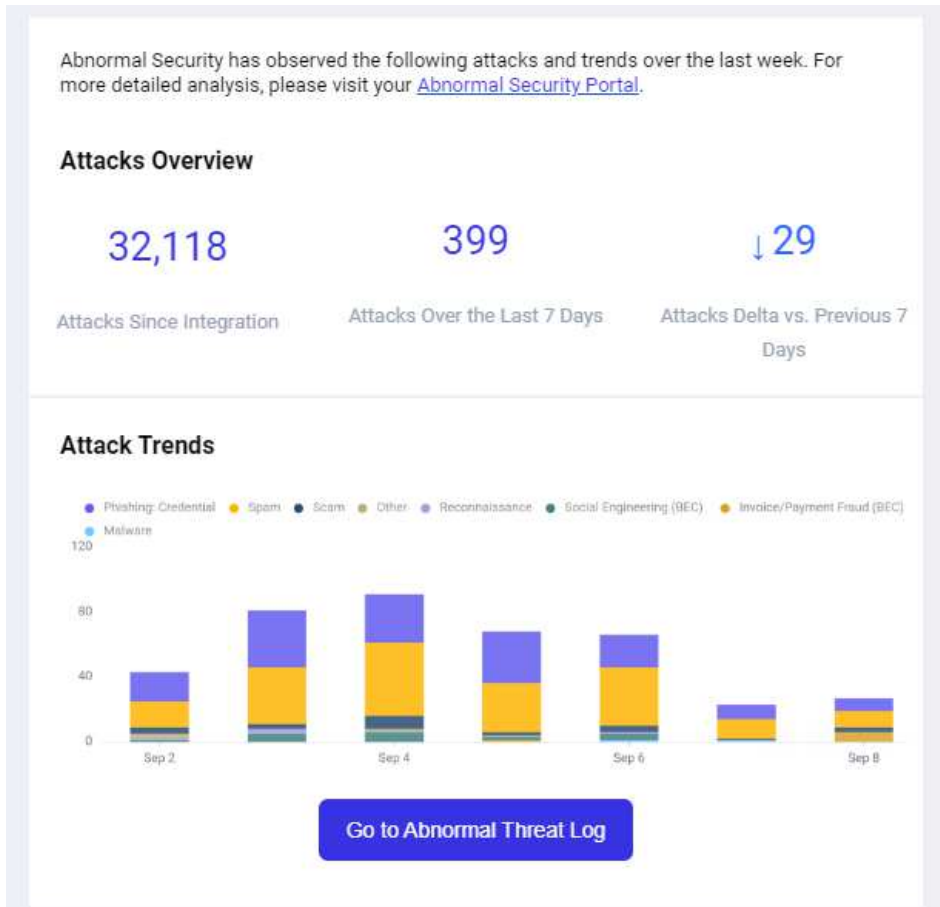 Abnormal Security has observed the following attacks and trends over the last week. For
more detailed analysis, please visit your Abnormal Security Portal.
Attacks Overview
32,118
399
↓29
Attacks Since Integration
Attacks Over the Last 7 Days
Attacks Delta vs. Previous 7
Days
Attack Trends
Phishing: Credential Spam Scam Other Reconnaissance Social Engineering (BEC) Invoice/Payment Fraud (BEC)
Malware
120
80
40
0
Sep 2 Sep 4 Sep 6 Sep 8
Go to Abnormal Threat Log